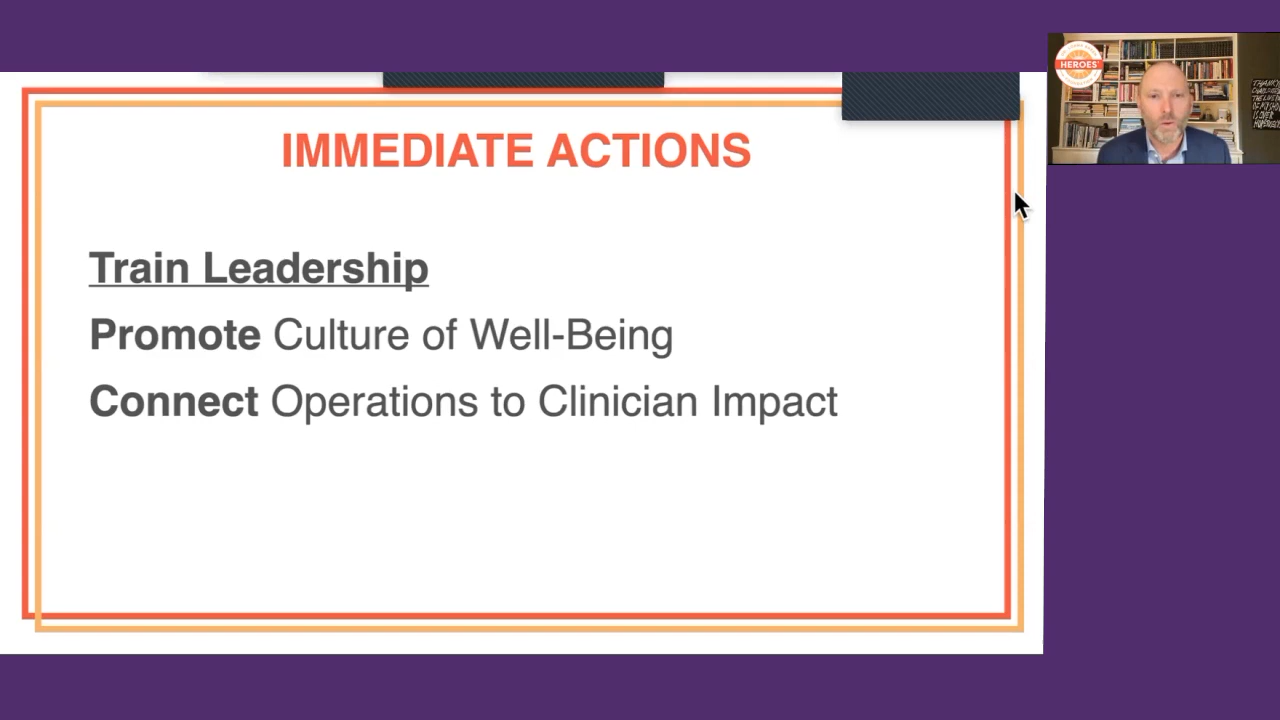 IMMEDIATE ACTIONS
Train Leadership
Promote Culture of Well-Being
Connect Operations to Clinician Impact
HEROES'